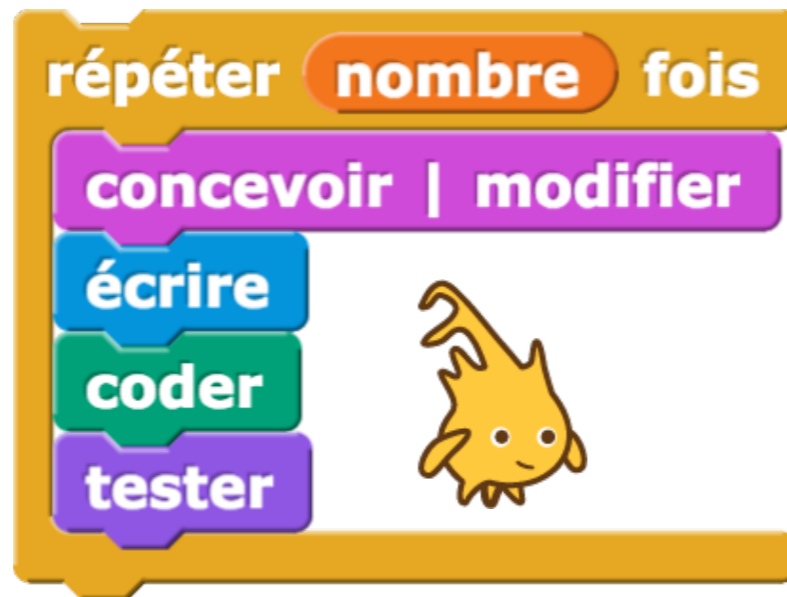 répéter nombre fois
concevoir | modifier
écrire
coder
tester